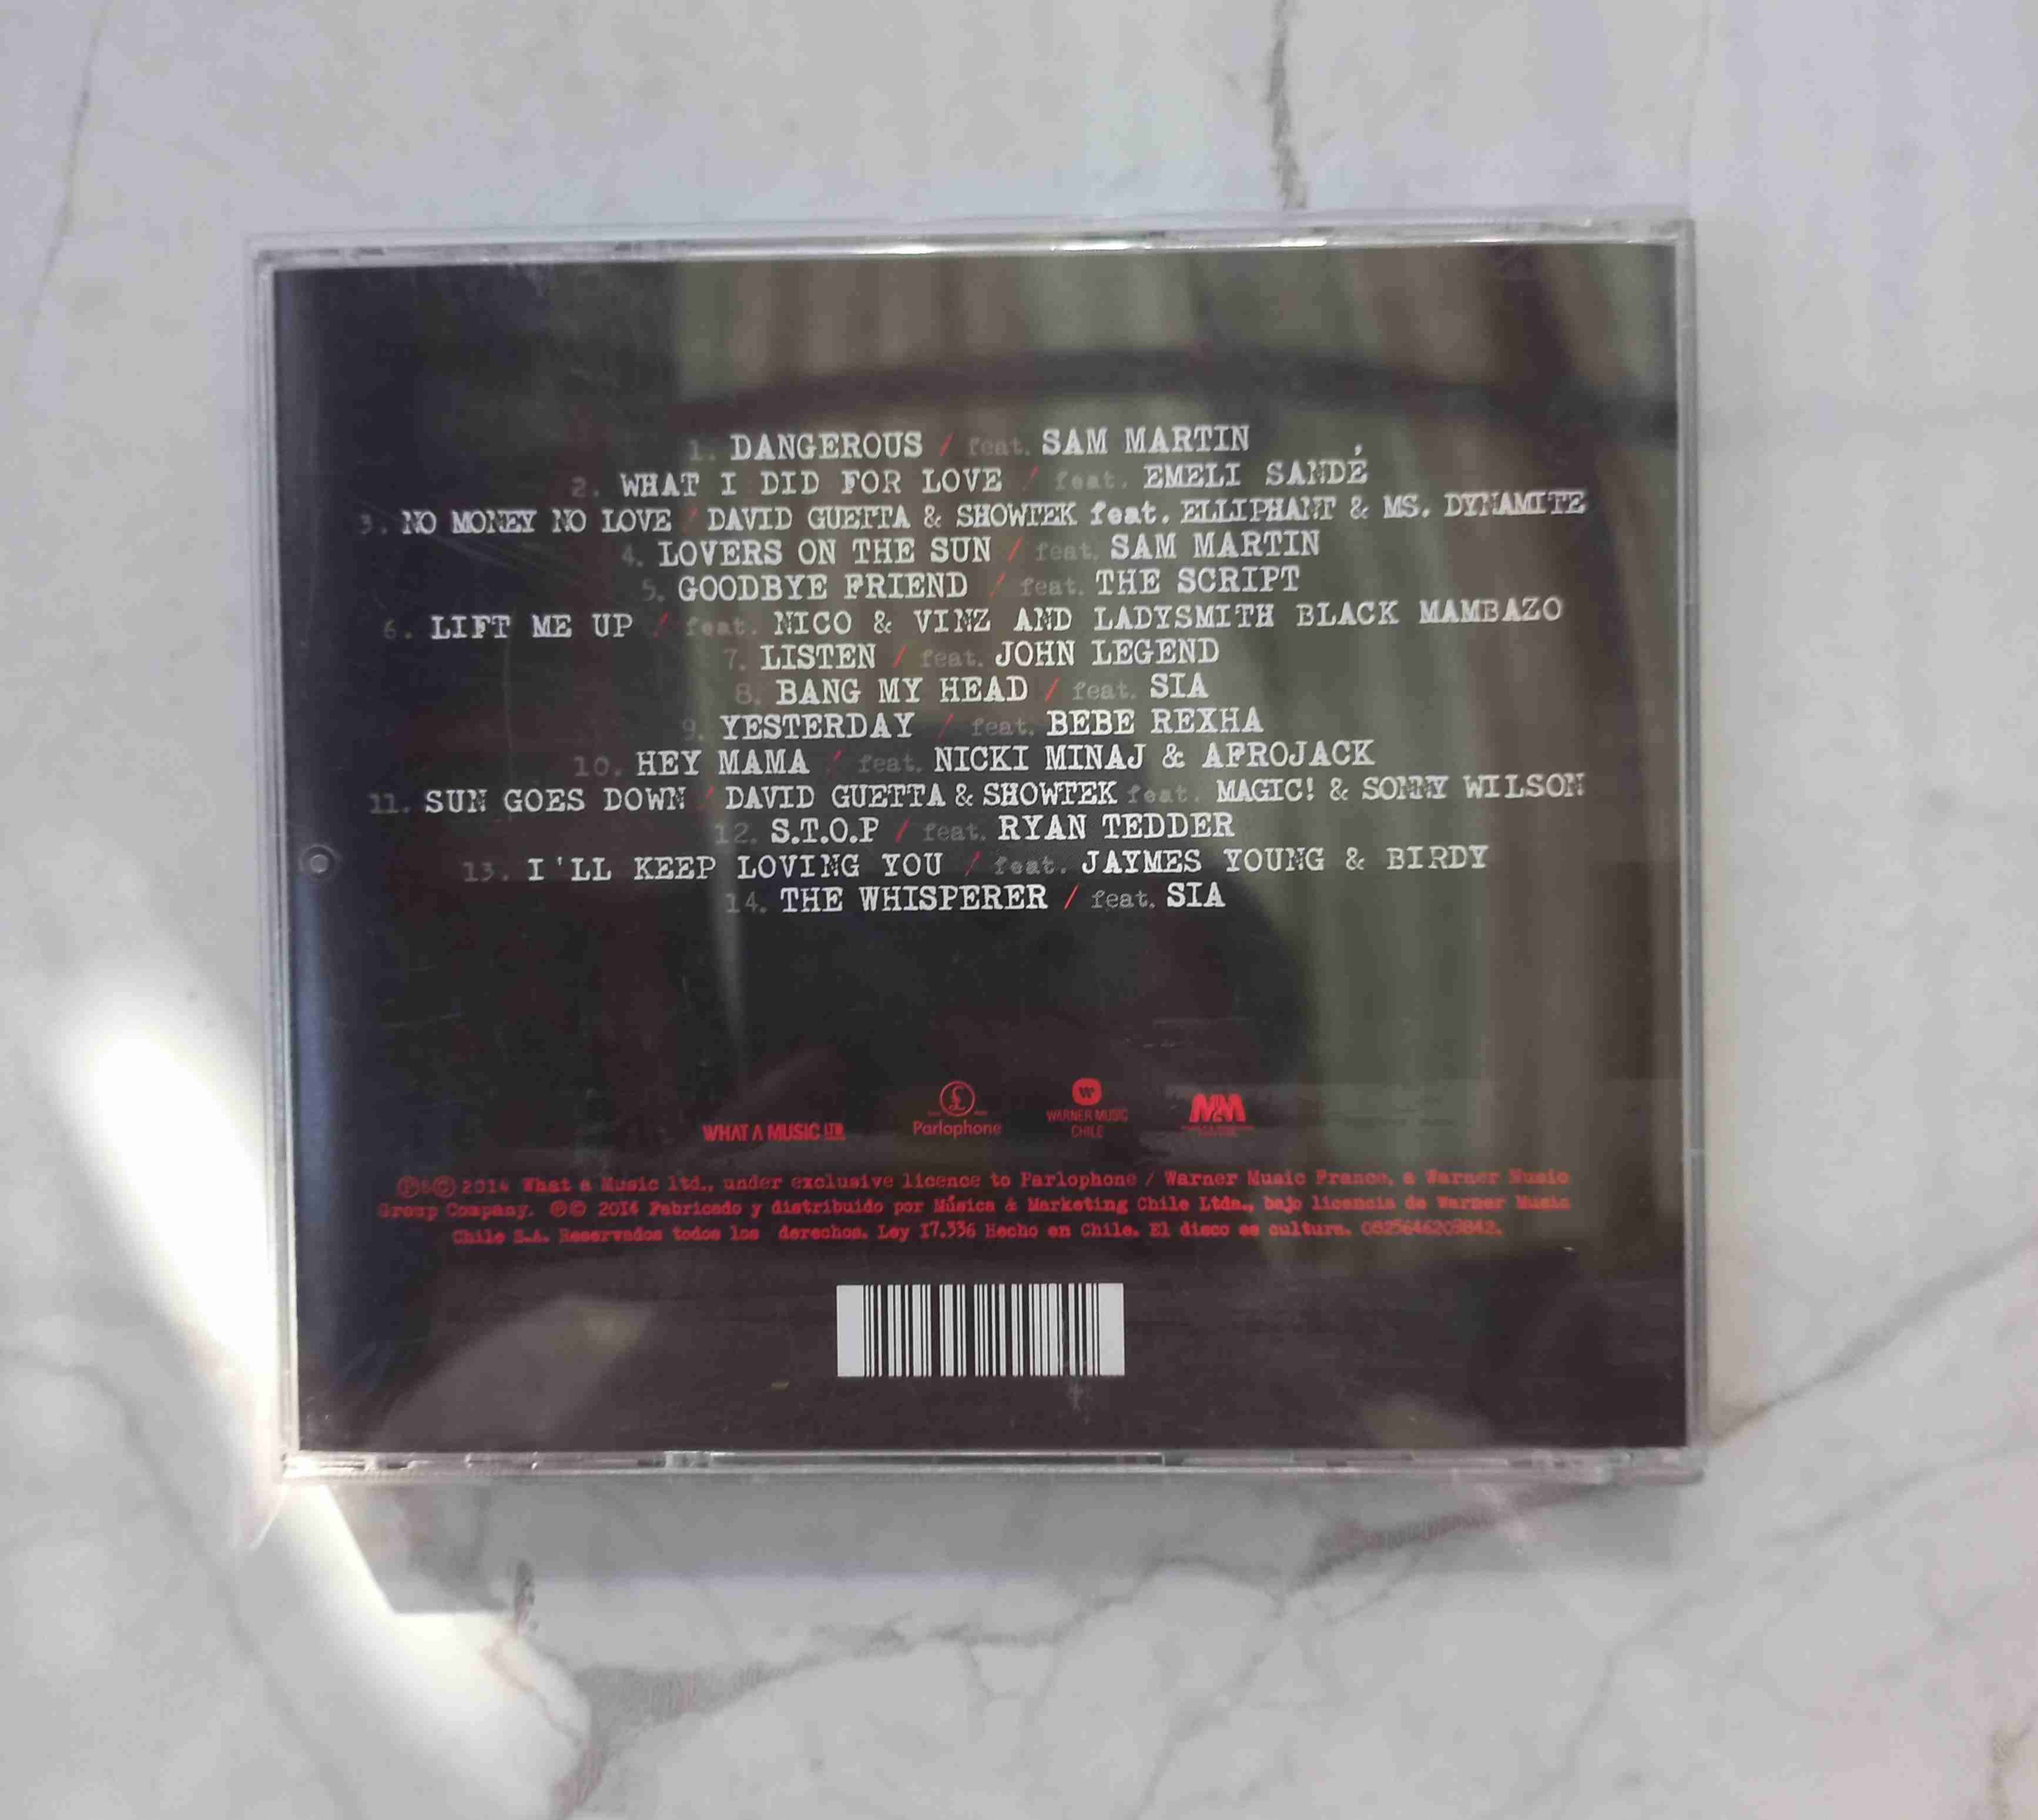 1. DANGEROUS / feat. SAM MARTIN
2. WHAT I DID FOR LOVE / feat. EMELI SANDÉ
3. NO MONEY NO LOVE / DAVID GUETTA & SHOWTEK feat. ELLIPHANT & MS. DYNAMITE
4. LOVERS ON THE SUN / feat. SAM MARTIN
5. GOODBYE FRIEND / feat. THE SCRIPT
6. LIFT ME UP / feat. NICO & VINZ AND LADYSMITH BLACK MAMBAZO
7. LISTEN / feat. JOHN LEGEND
8. BANG MY HEAD / feat. SIA
9. YESTERDAY / feat. BEBE REXHA
10. HEY MAMA / feat. NICKI MINAJ & AFROJACK
11. SUN GOES DOWN / DAVID GUETTA & SHOWTEK feat. MAGIC! & SONNY WILSON
12. S.T.O.P / feat. RYAN TEDDER
13. I'LL KEEP LOVING YOU / feat. JAYMES YOUNG & BIRDY
14. THE WHISPERER / feat. SIA
WHAT A MUSIC LTD
Parlophone
WARNER MUSIC
CHILE
M&M
℗&© 2014 What a Music ltd., under exclusive licence to Parlophone / Warner Music France, a Warner Music
Group Company. ℗© 2014 Fabricado y distribuido por Música & Marketing Chile Ltda., bajo licencia de Warner Music
Chile S.A. Reservados todos los derechos. Ley 17.336 Hecho en Chile. El disco es cultura. 0825646209842.